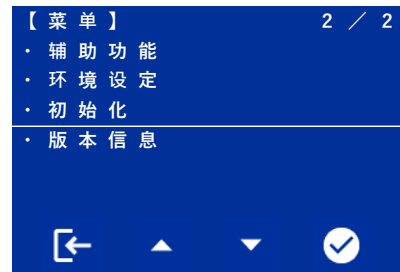 【菜单】 2／2
・辅助功能
・环境设定
・初始化
・版本信息